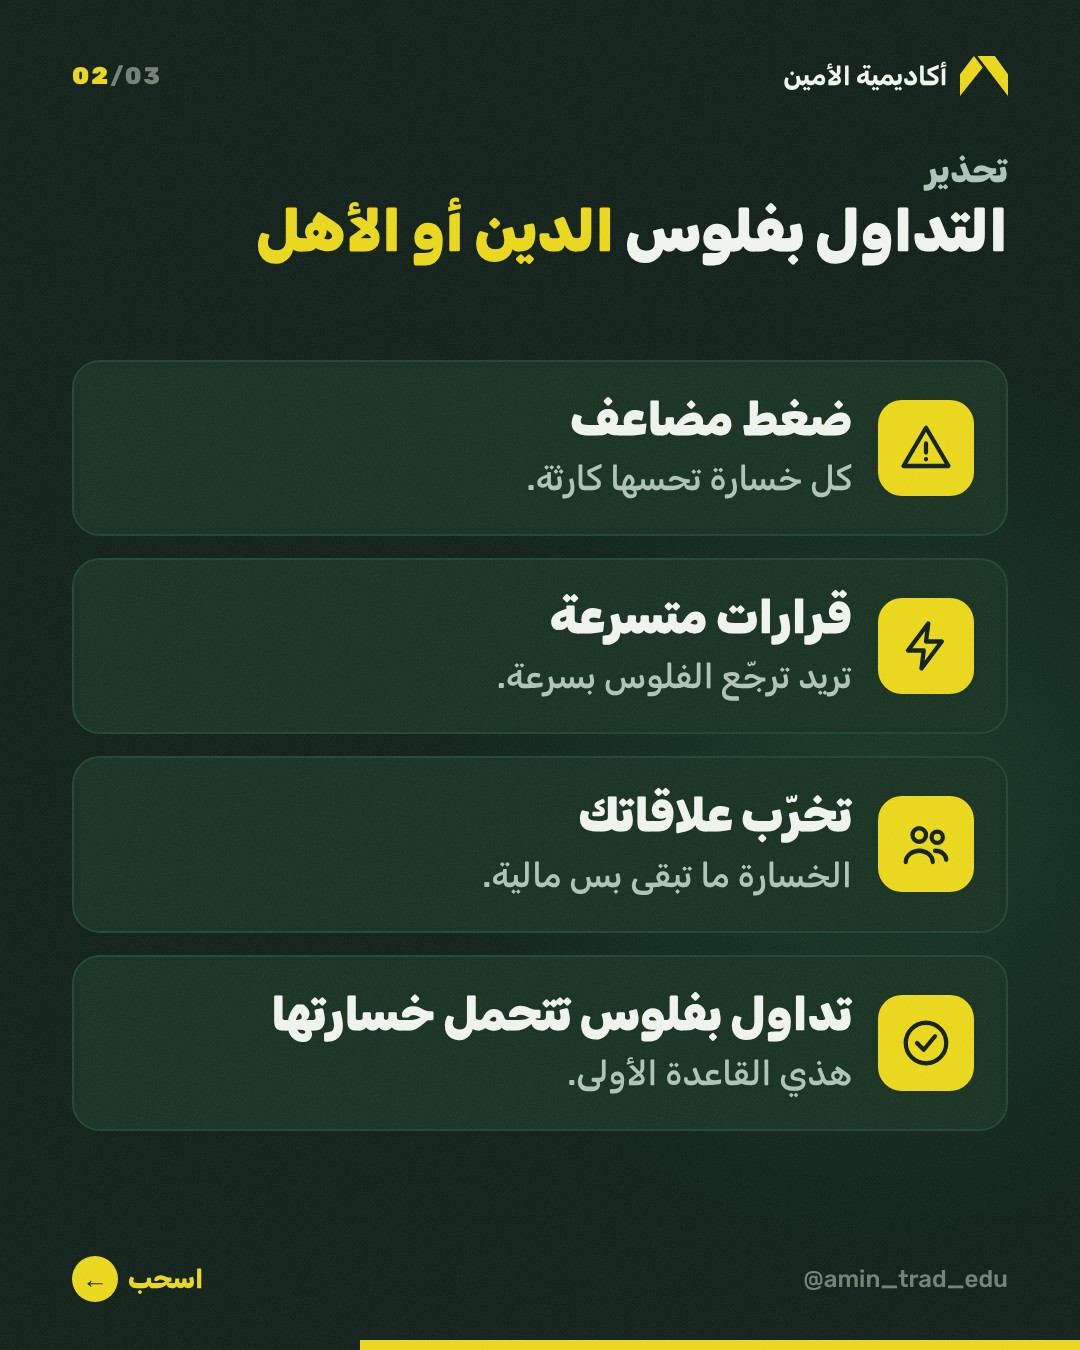 أكاديمية الأمين
02/03
تحذير
التداول بفلوس الدين أو الأهل
ضغط مضاعف
كل خسارة تحسها كارثة.
قرارات متسرعة
تريد ترجّع الفلوس بسرعة.
تخرّب علاقاتك
الخسارة ما تبقى بس مالية.
تداول بفلوس تتحمل خسارتها
هذي القاعدة الأولى.
@amin_trad_edu
اسحب ←